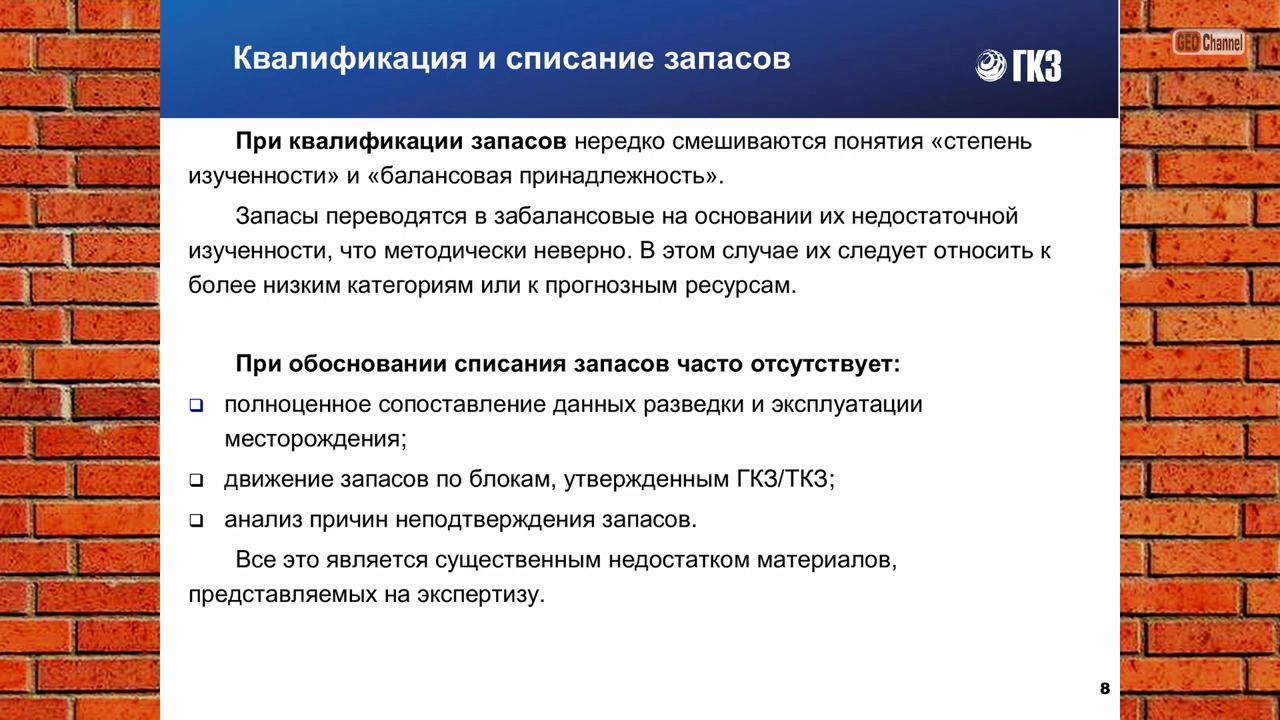 Квалификация и списание запасов
ГКЗ
GEO Channel
При квалификации запасов нередко смешиваются понятия «степень
изученности» и «балансовая принадлежность».
Запасы переводятся в забалансовые на основании их недостаточной
изученности, что методически неверно. В этом случае их следует относить к
более низким категориям или к прогнозным ресурсам.
При обосновании списания запасов часто отсутствует:
полноценное сопоставление данных разведки и эксплуатации
месторождения;
движение запасов по блокам, утвержденным ГКЗ/ТКЗ;
анализ причин неподтверждения запасов.
Все это является существенным недостатком материалов,
представляемых на экспертизу.
8